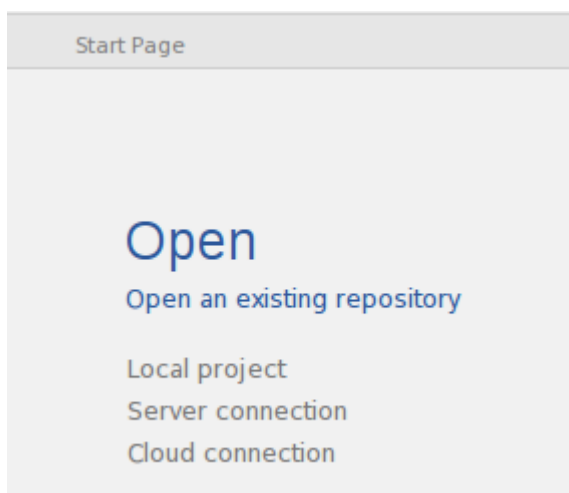 Start Page
Open
Open an existing repository
Local project
Server connection
Cloud connection